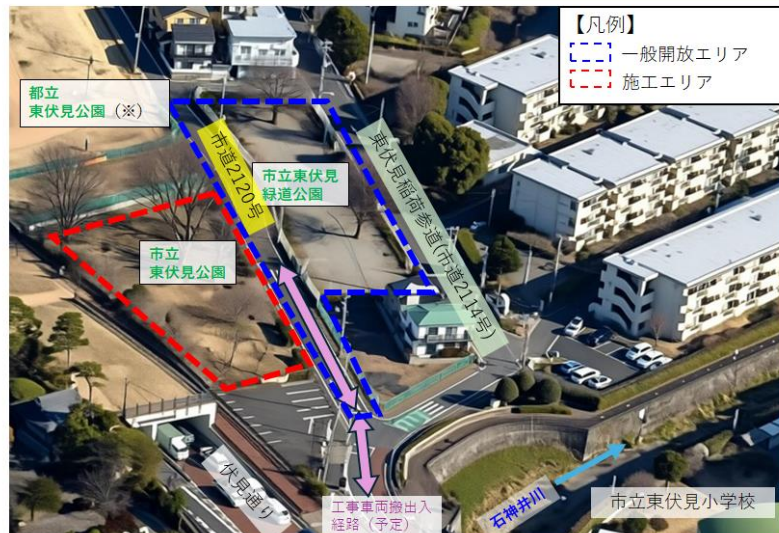 【凡例】
一般開放エリア
施工エリア
都立
東伏見公園（※）
市道2120号
市立東伏見
緑道公園
東伏見稲荷参道(市道2114号)
市立
東伏見公園
伏見通り
工事車両搬出入
経路（予定）
石神井川
市立東伏見小学校